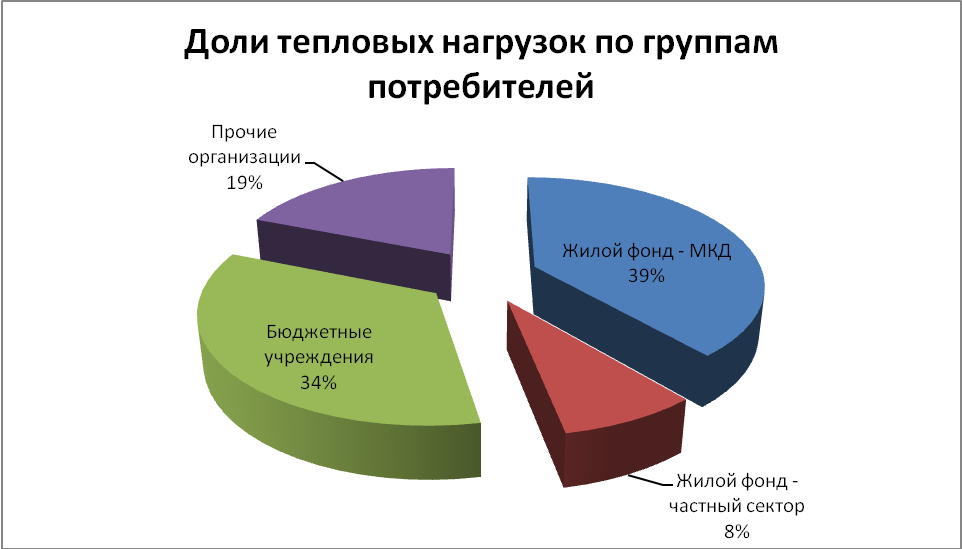 Доли тепловых нагрузок по группам
потребителей
Прочие
организации
19%
Жилой фонд - МКД
39%
Бюджетные
учреждения
34%
Жилой фонд -
частный сектор
8%